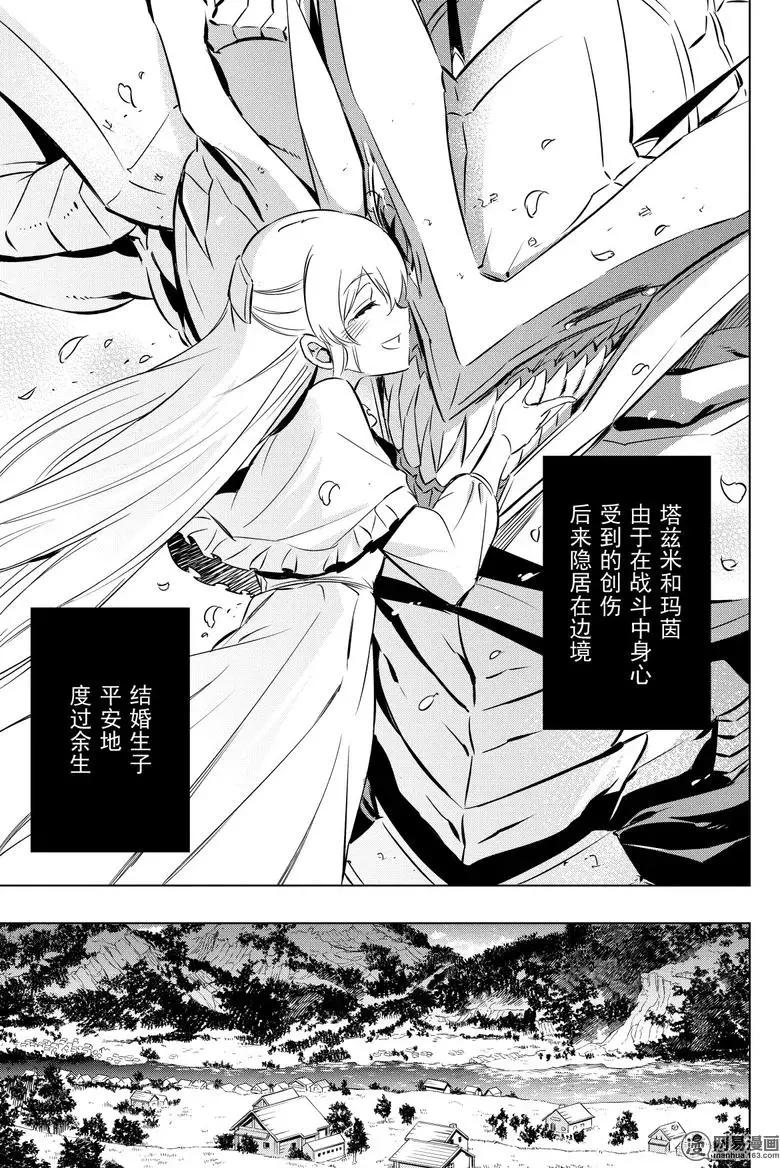 塔兹米和玛茵
由于在战斗中身心
受到的创伤
后来隐居在边境
结婚生子
平安地
度过余生
漫
网易漫画
manhua.163.com